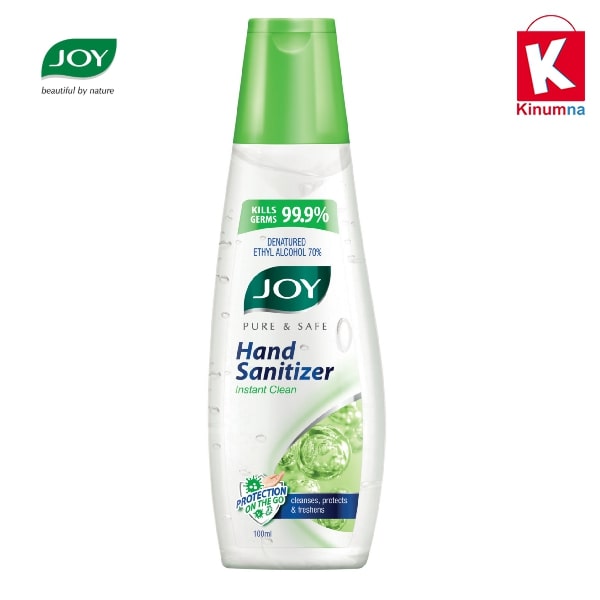 JOY
beautiful by nature
K
Kinumna
KILLS
GERMS 99.9%
DENATURED
ETHYL ALCOHOL 70%
JOY
PURE & SAFE
Hand
Sanitizer
Instant Clean
PROTECTION
ON THE GO
cleanses, protects
& freshens
100ml